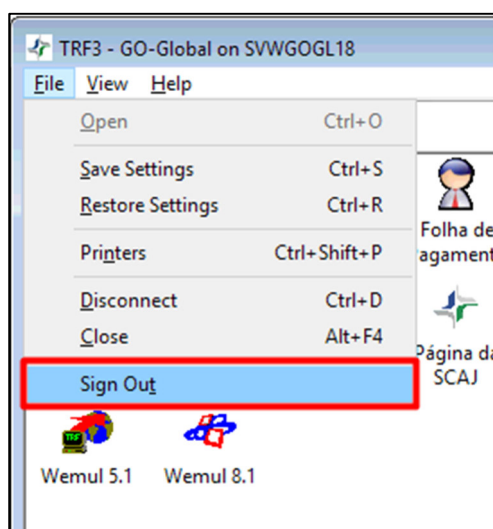 TRF3 - GO-Global on SVWGOGL18
File View Help
Open Ctrl+O
Save Settings Ctrl+S
Restore Settings Ctrl+R
Printers Ctrl+Shift+P
Disconnect Ctrl+D
Close Alt+F4
Sign Out
Folha de
agament
Página da
SCAJ
TRF
Wemul 5.1 Wemul 8.1